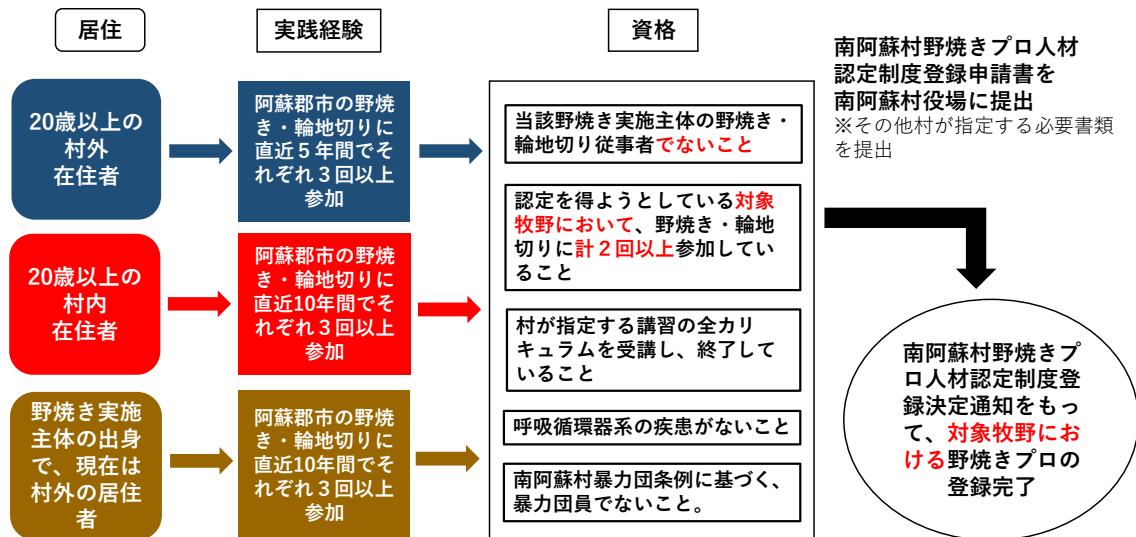 居住
実践経験
資格
20歳以上の
村外
在住者
阿蘇郡市の野焼
き・輪地切りに
直近５年間でそ
れぞれ３回以上
参加
20歳以上の
村内
在住者
阿蘇郡市の野焼
き・輪地切りに
直近10年間でそ
れぞれ３回以上
参加
野焼き実施
主体の出身
で、現在は
村外の居住
者
阿蘇郡市の野焼
き・輪地切りに
直近10年間でそ
れぞれ３回以上
参加
当該野焼き実施主体の野焼き・
輪地切り従事者でないこと
認定を得ようとしている対象
牧野において、野焼き・輪地
切りに計２回以上参加してい
ること
村が指定する講習の全カリ
キュラムを受講し、終了して
いること
呼吸循環器系の疾患がないこと
南阿蘇村暴力団条例に基づく、
暴力団員でないこと。
南阿蘇村野焼きプロ人材
認定制度登録申請書を
南阿蘇村役場に提出
※その他村が指定する必要書類
を提出
南阿蘇村野焼きプ
ロ人材認定制度登
録決定通知をもっ
て、対象牧野にお
ける野焼きプロの
登録完了